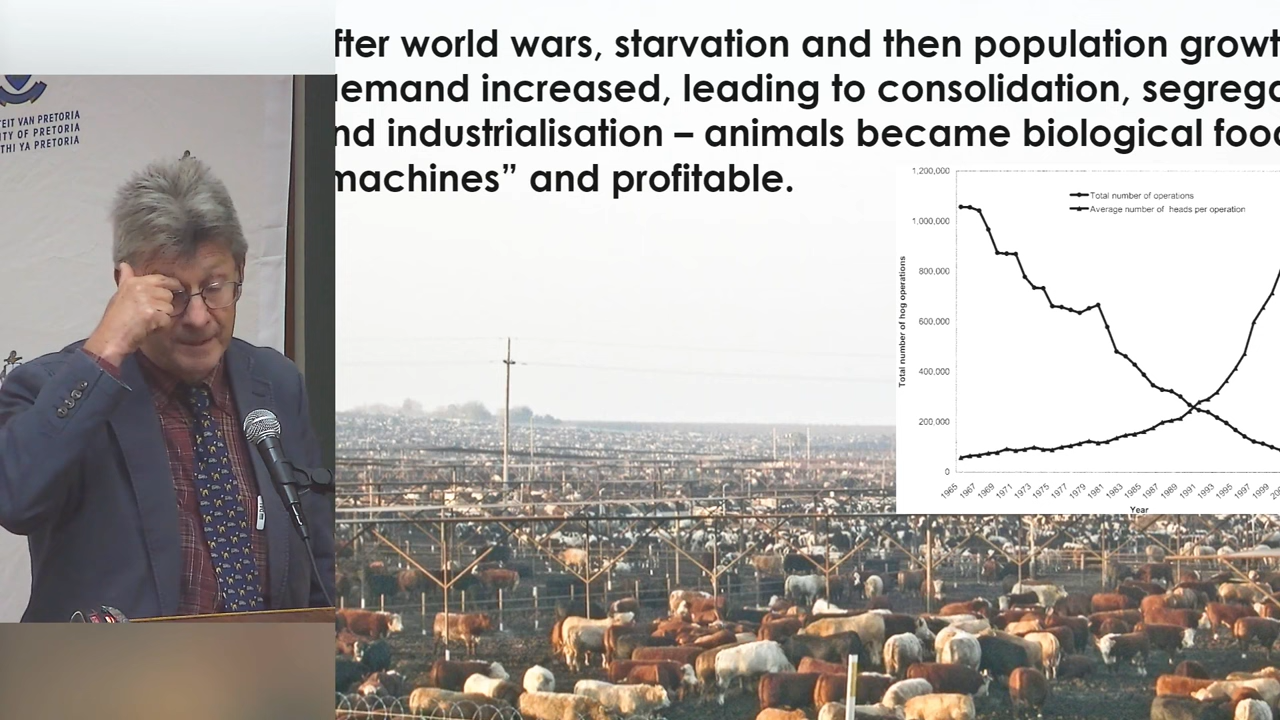 fter world wars, starvation and then population growt
emand increased, leading to consolidation, segrega
nd industrialisation – animals became biological food
machines” and profitable.
TEIT VAN PRETORIA
ITY OF PRETORIA
THI YA PRETORIA
1,200,000
Total number of operations
Average number of heads per operation
1,000,000
800,000
600,000
400,000
200,000
0
Total number of hog operations
1965 1967 1969 1971 1973 1975 1977 1979 1981 1983 1985 1987 1989 1991 1993 1995 1997 1999
Year